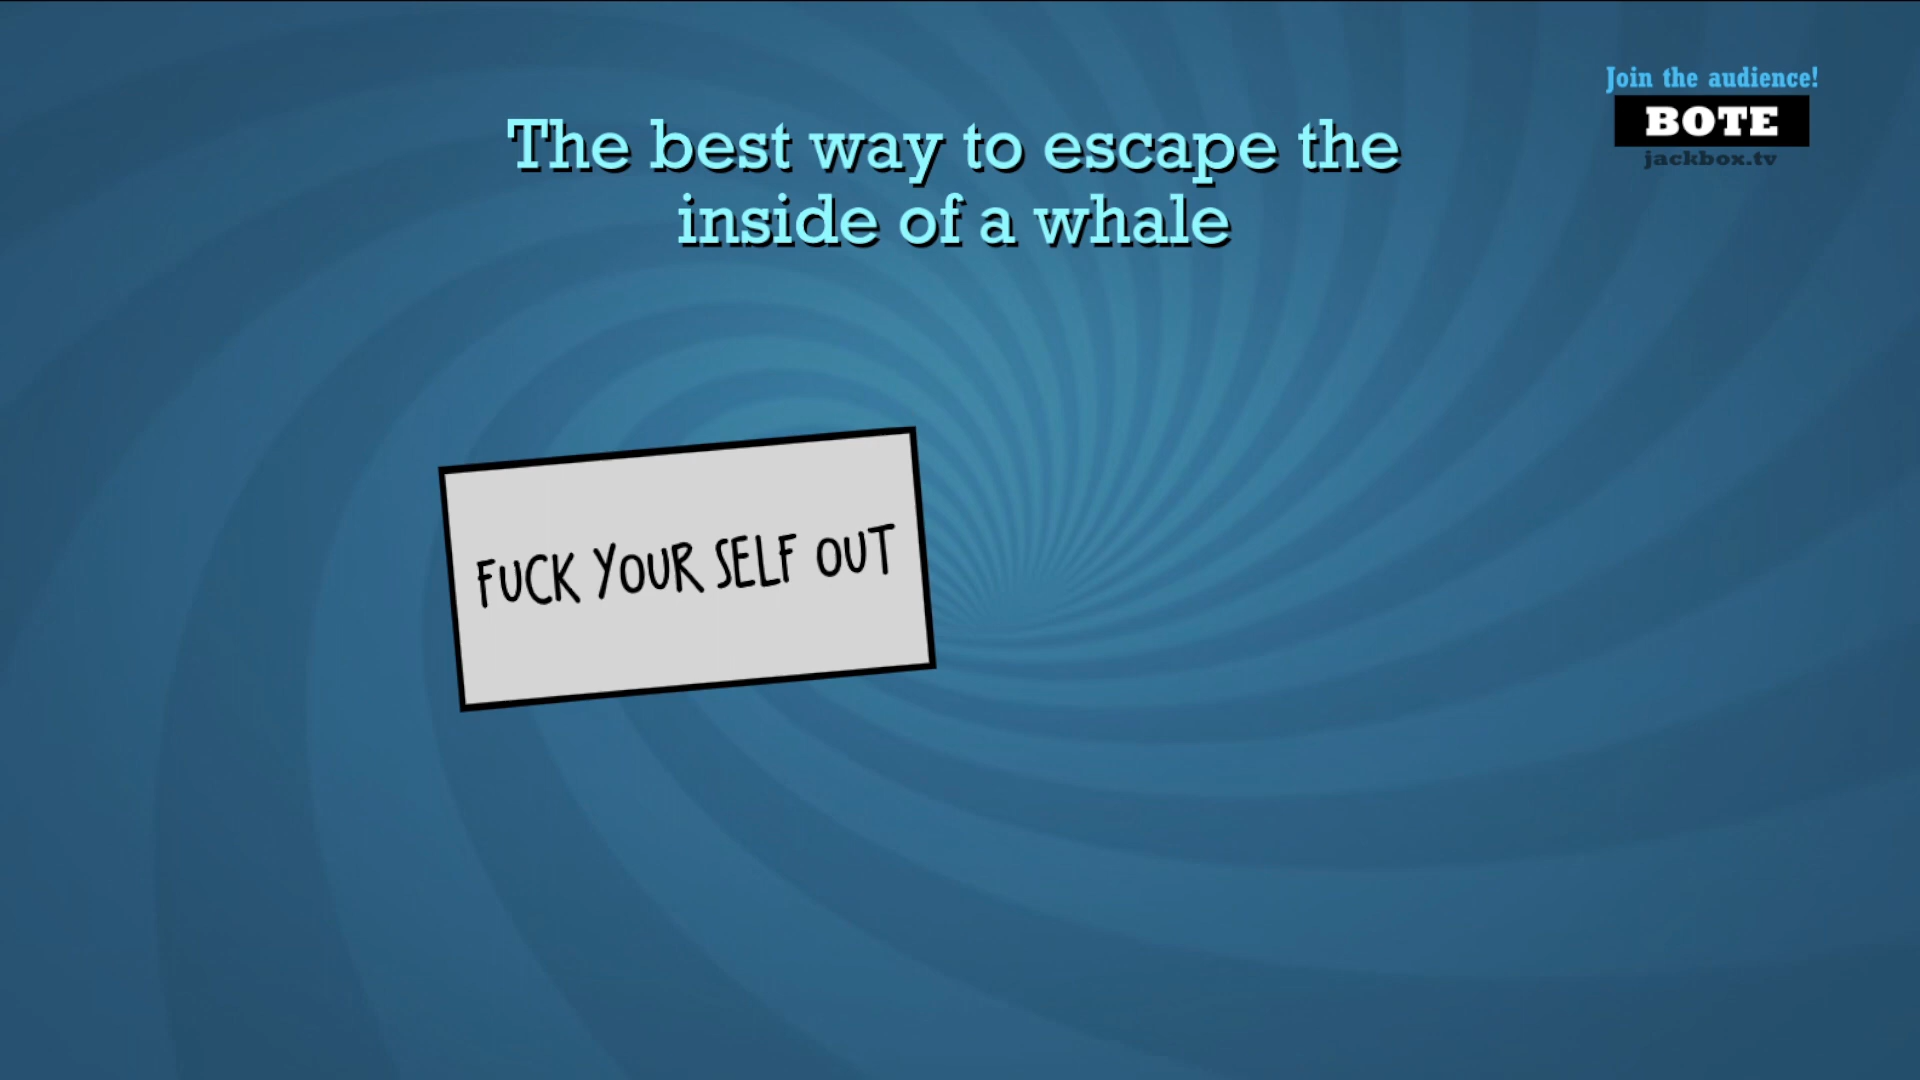 The best way to escape the
inside of a whale
Join the audience!
BOTE
jackbox.tv
FUCK YOUR SELF OUT